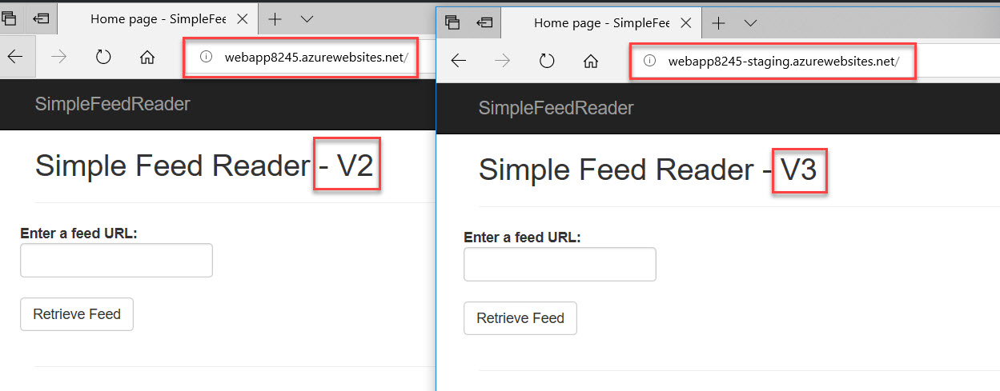 Home page - SimpleFee
webapp8245.azurewebsites.net/
SimpleFeedReader
Simple Feed Reader - V2
Enter a feed URL:
Retrieve Feed
Home page - SimpleFee
webapp8245-staging.azurewebsites.net/
SimpleFeedReader
Simple Feed Reader - V3
Enter a feed URL:
Retrieve Feed